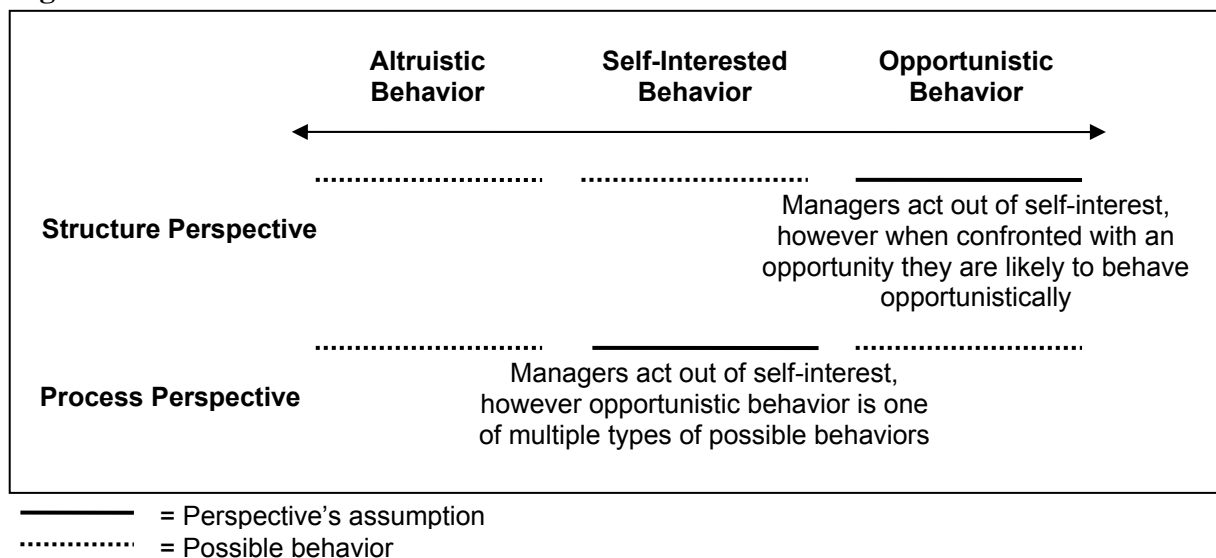 Altruistic Behavior
Self-Interested Behavior
Opportunistic Behavior
Structure Perspective
Managers act out of self-interest,
however when confronted with an
opportunity they are likely to behave
opportunistically
Process Perspective
Managers act out of self-interest,
however opportunistic behavior is one
of multiple types of possible behaviors
= Perspective's assumption
= Possible behavior